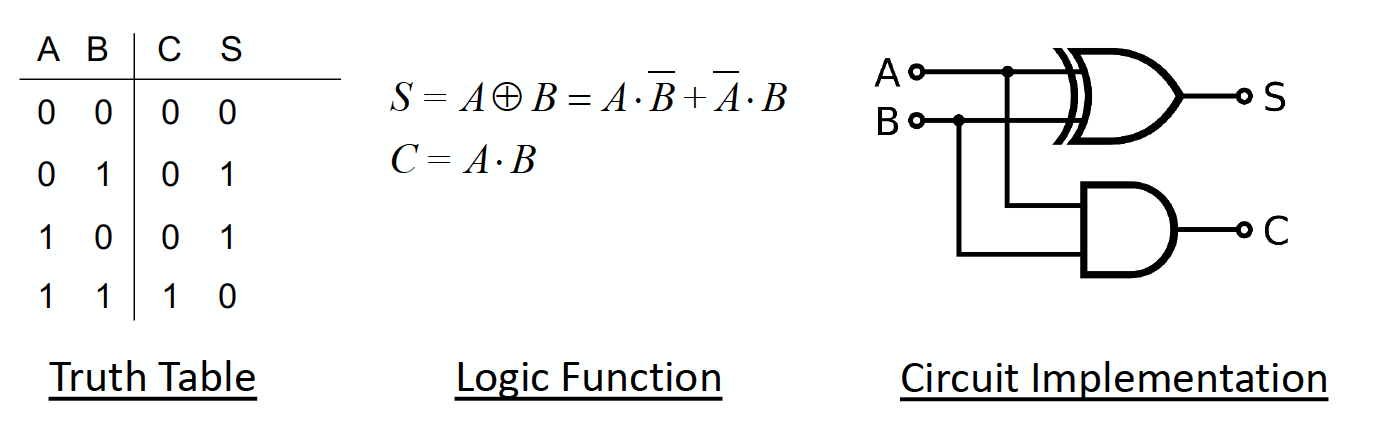 A B C S
0 0 0 0
0 1 0 1
1 0 0 1
1 1 1 0
Truth Table
S = A ⊕ B = A · B̅ + A̅ · B
C = A · B
Logic Function
A
B
S
C
Circuit Implementation